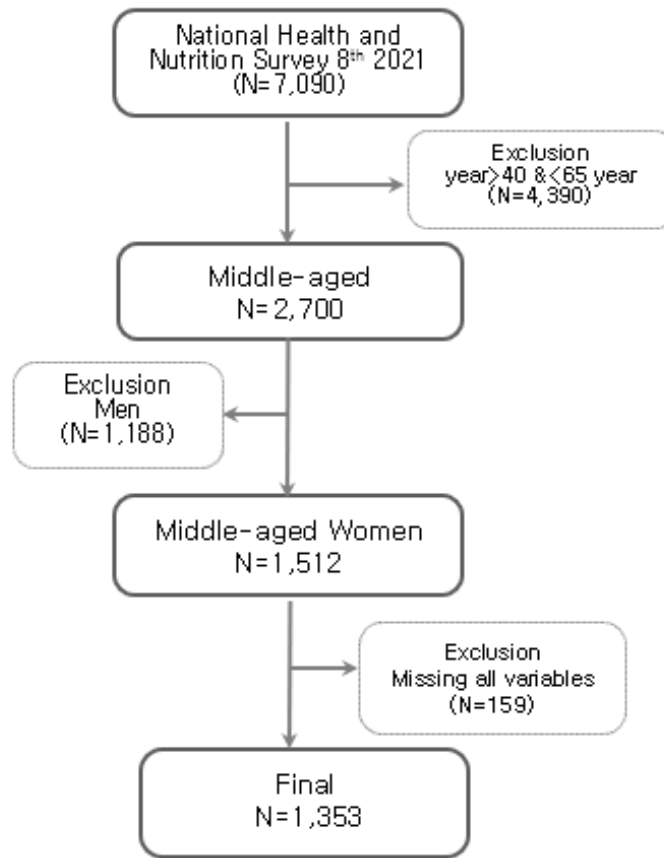 National Health and
Nutrition Survey 8th 2021
(N=7,090)
Exclusion
year>40 &<65 year
(N=4,390)
Middle-aged
N=2,700
Exclusion
Men
(N=1,188)
Middle-aged Women
N=1,512
Exclusion
Missing all variables
(N=159)
Final
N=1,353